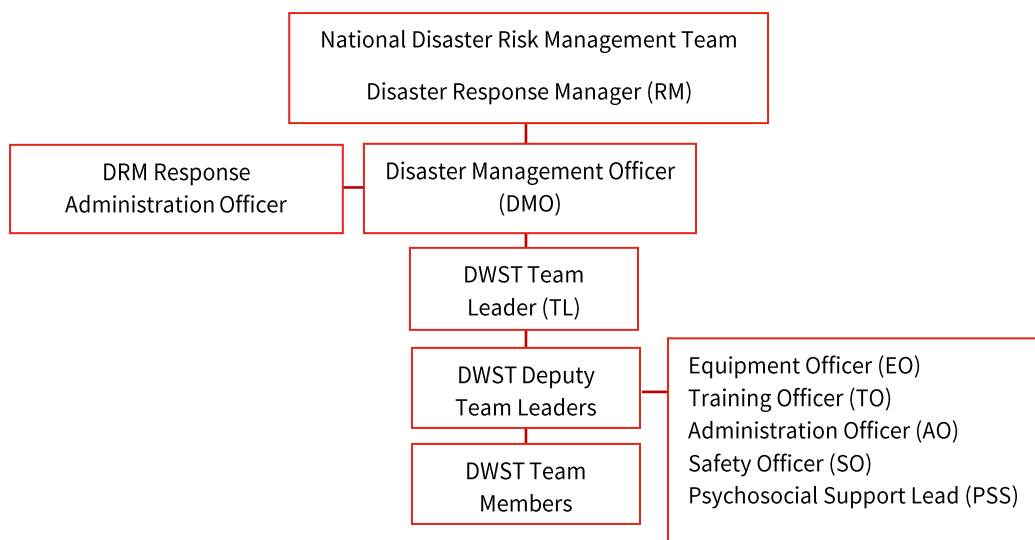 National Disaster Risk Management Team
Disaster Response Manager (RM)
DRM Response
Administration Officer
Disaster Management Officer
(DMO)
DWST Team
Leader (TL)
DWST Deputy
Team Leaders
Equipment Officer (EO)
Training Officer (TO)
Administration Officer (AO)
Safety Officer (SO)
Psychosocial Support Lead (PSS)
DWST Team
Members